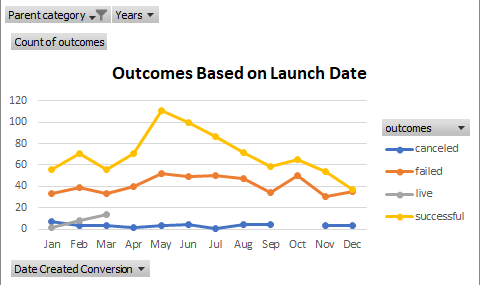 Parent category Years
Count of outcomes
Outcomes Based on Launch Date
120
100
80
60
40
20
0
Jan Feb Mar Apr May Jun Jul Aug Sep Oct Nov Dec
outcomes
canceled
failed
live
successful
Date Created Conversion